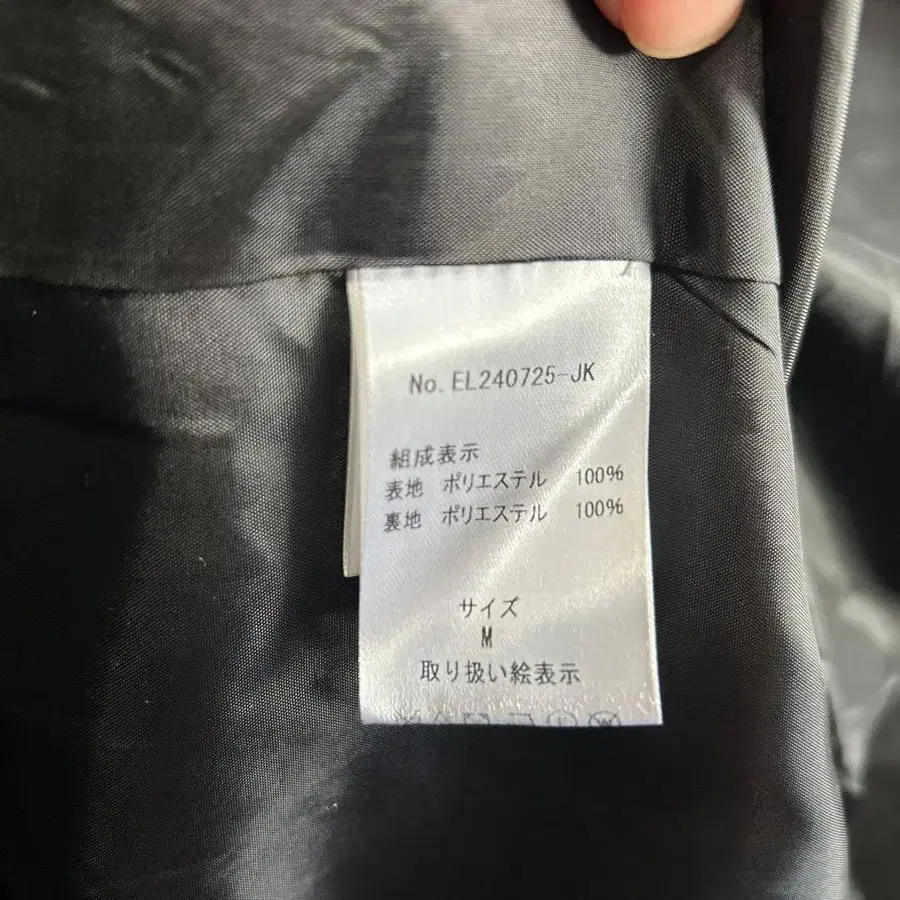 No. EL240725-JK
組成表示
表地 ポリエステル 100%
裏地 ポリエステル 100%
サイズ
M
取り扱い絵表示